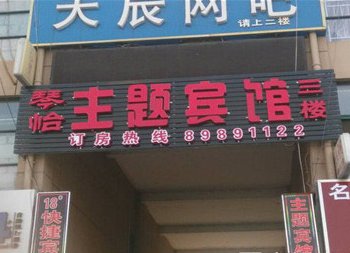 天辰网吧
请上二楼
琴怡 主题宾馆 三楼
订房热线 89891122
18°快捷宾
主题宾馆
名